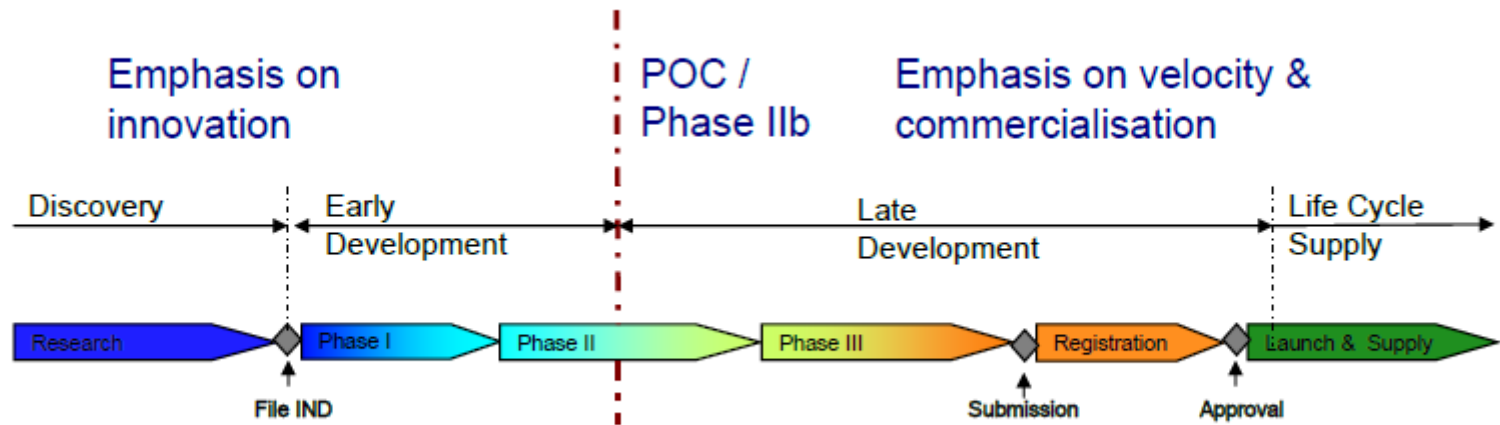 Emphasis on
innovation
POC /
Phase IIb
Emphasis on velocity &
commercialisation
Discovery
Early
Development
Late
Development
Life Cycle
Supply
Research
Phase I
Phase II
Phase III
Registration
Launch & Supply
File IND
Submission
Approval